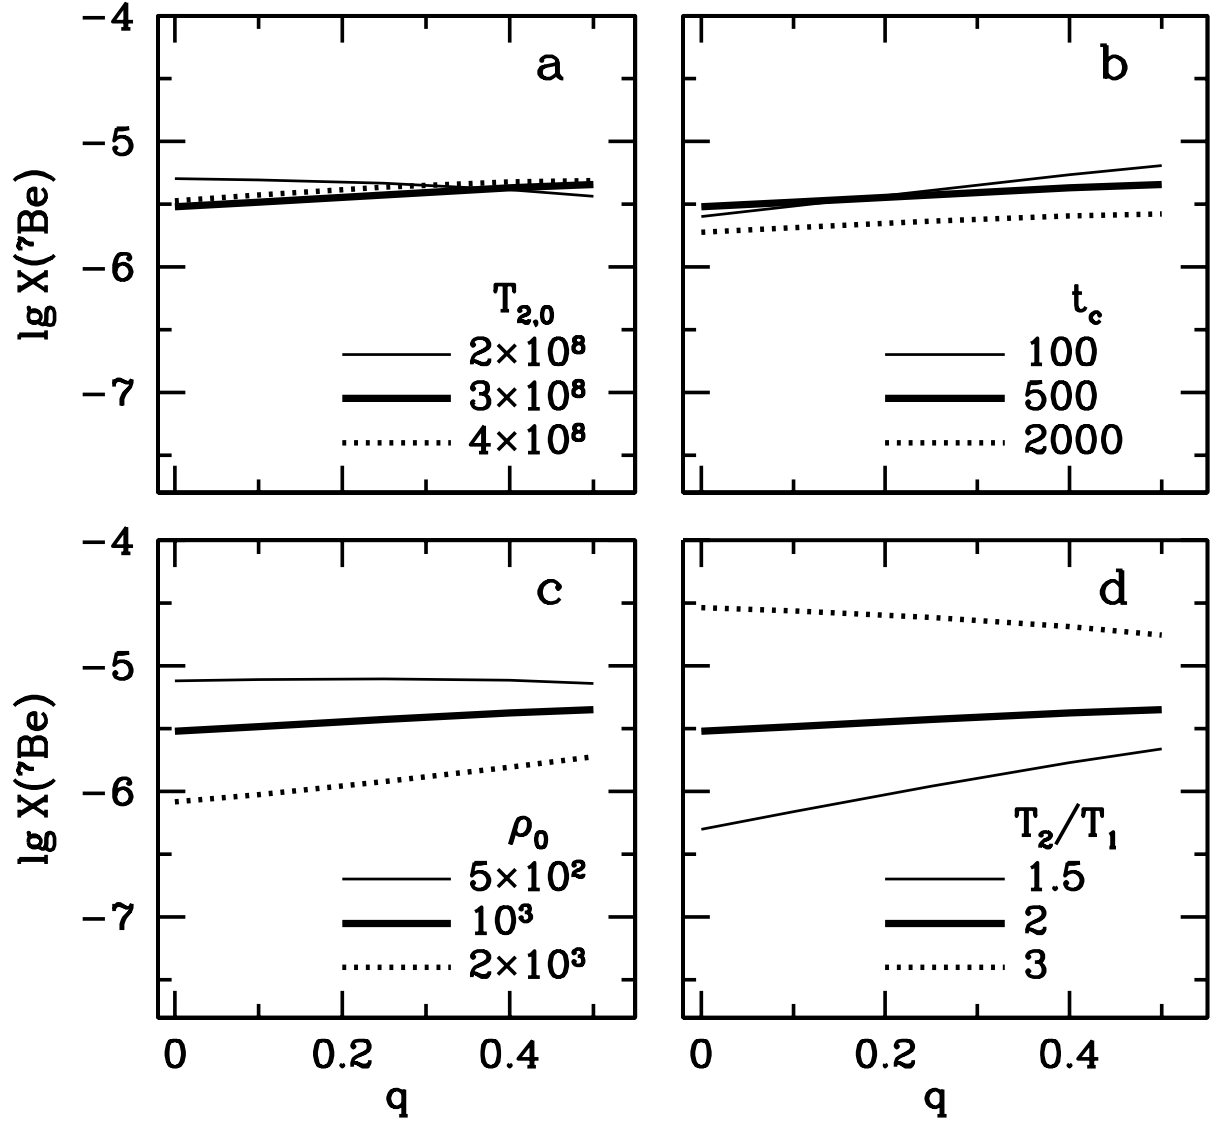 −4
−5
−6
−7
lg X(⁷Be)
a
T₂,₀
2×10⁸
3×10⁸
4×10⁸
b
t_c
100
500
2000
−4
−5
−6
−7
lg X(⁷Be)
c
ρ₀
5×10²
10³
2×10³
0 0.2 0.4
q
d
T₂/T₁
1.5
2
3
0 0.2 0.4
q